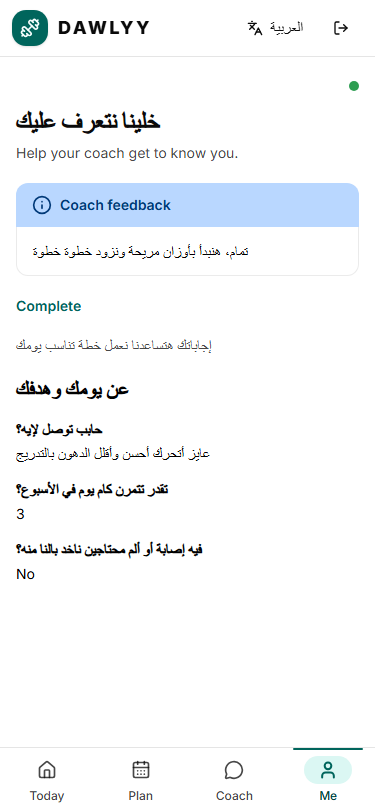 DAWLYY
العربية
خلينا نتعرف عليك
Help your coach get to know you.
Coach feedback
تمام، هنبدأ بأوزان مريحة ونزود خطوة خطوة
Complete
إجاباتك هتساعدنا نعمل خطة تناسب يومك
عن يومك وهدفك
حابب توصل لإيه؟
عايز أتحرك أحسن وأقلل الدهون بالتدريج
تقدر تتمرن كام يوم في الأسبوع؟
3
فيه إصابة أو ألم محتاجين ناخد بالنا منه؟
No
Today
Plan
Coach
Me